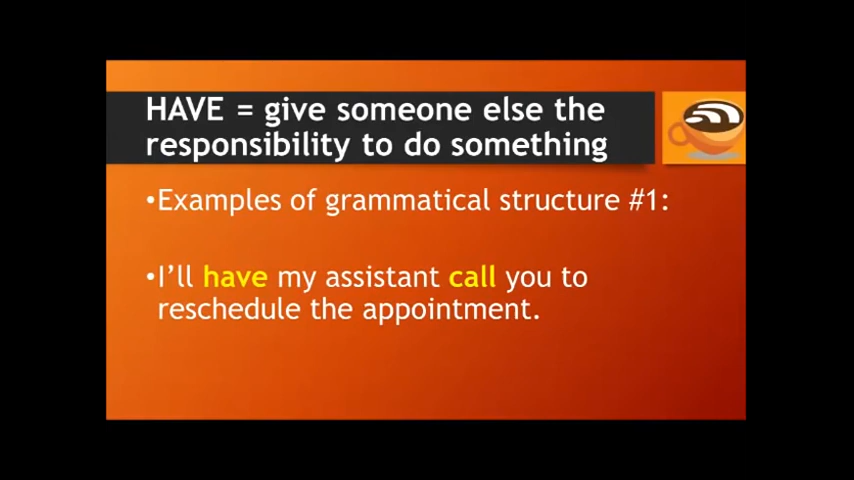 HAVE = give someone else the
responsibility to do something
•Examples of grammatical structure #1:
•I’ll have my assistant call you to
reschedule the appointment.